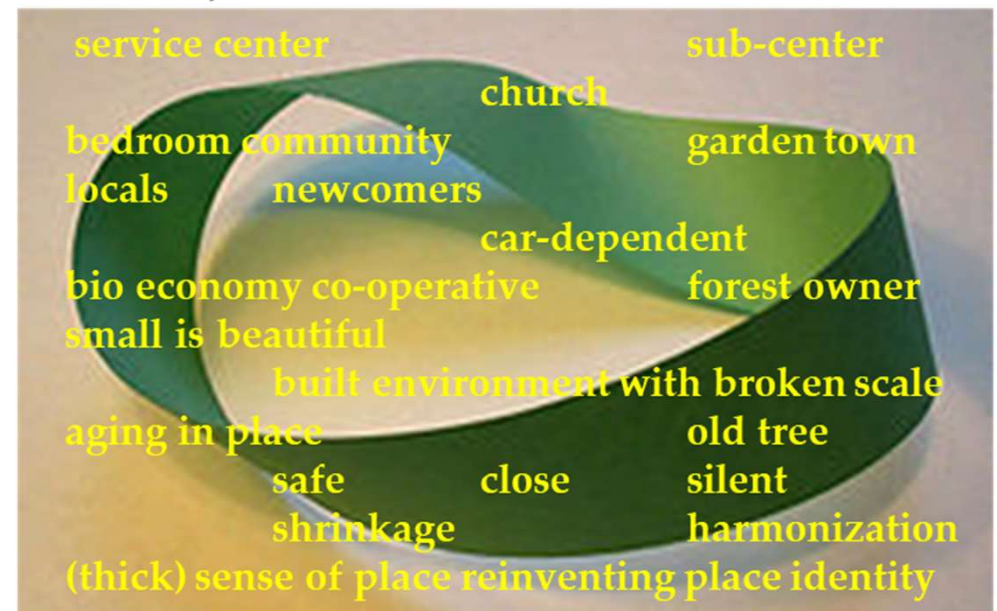 service center sub-center
church
bedroom community garden town
locals newcomers
car-dependent
bio economy co-operative forest owner
small is beautiful
built environment with broken scale
aging in place old tree
safe close silent
shrinkage harmonization
(thick) sense of place reinventing place identity